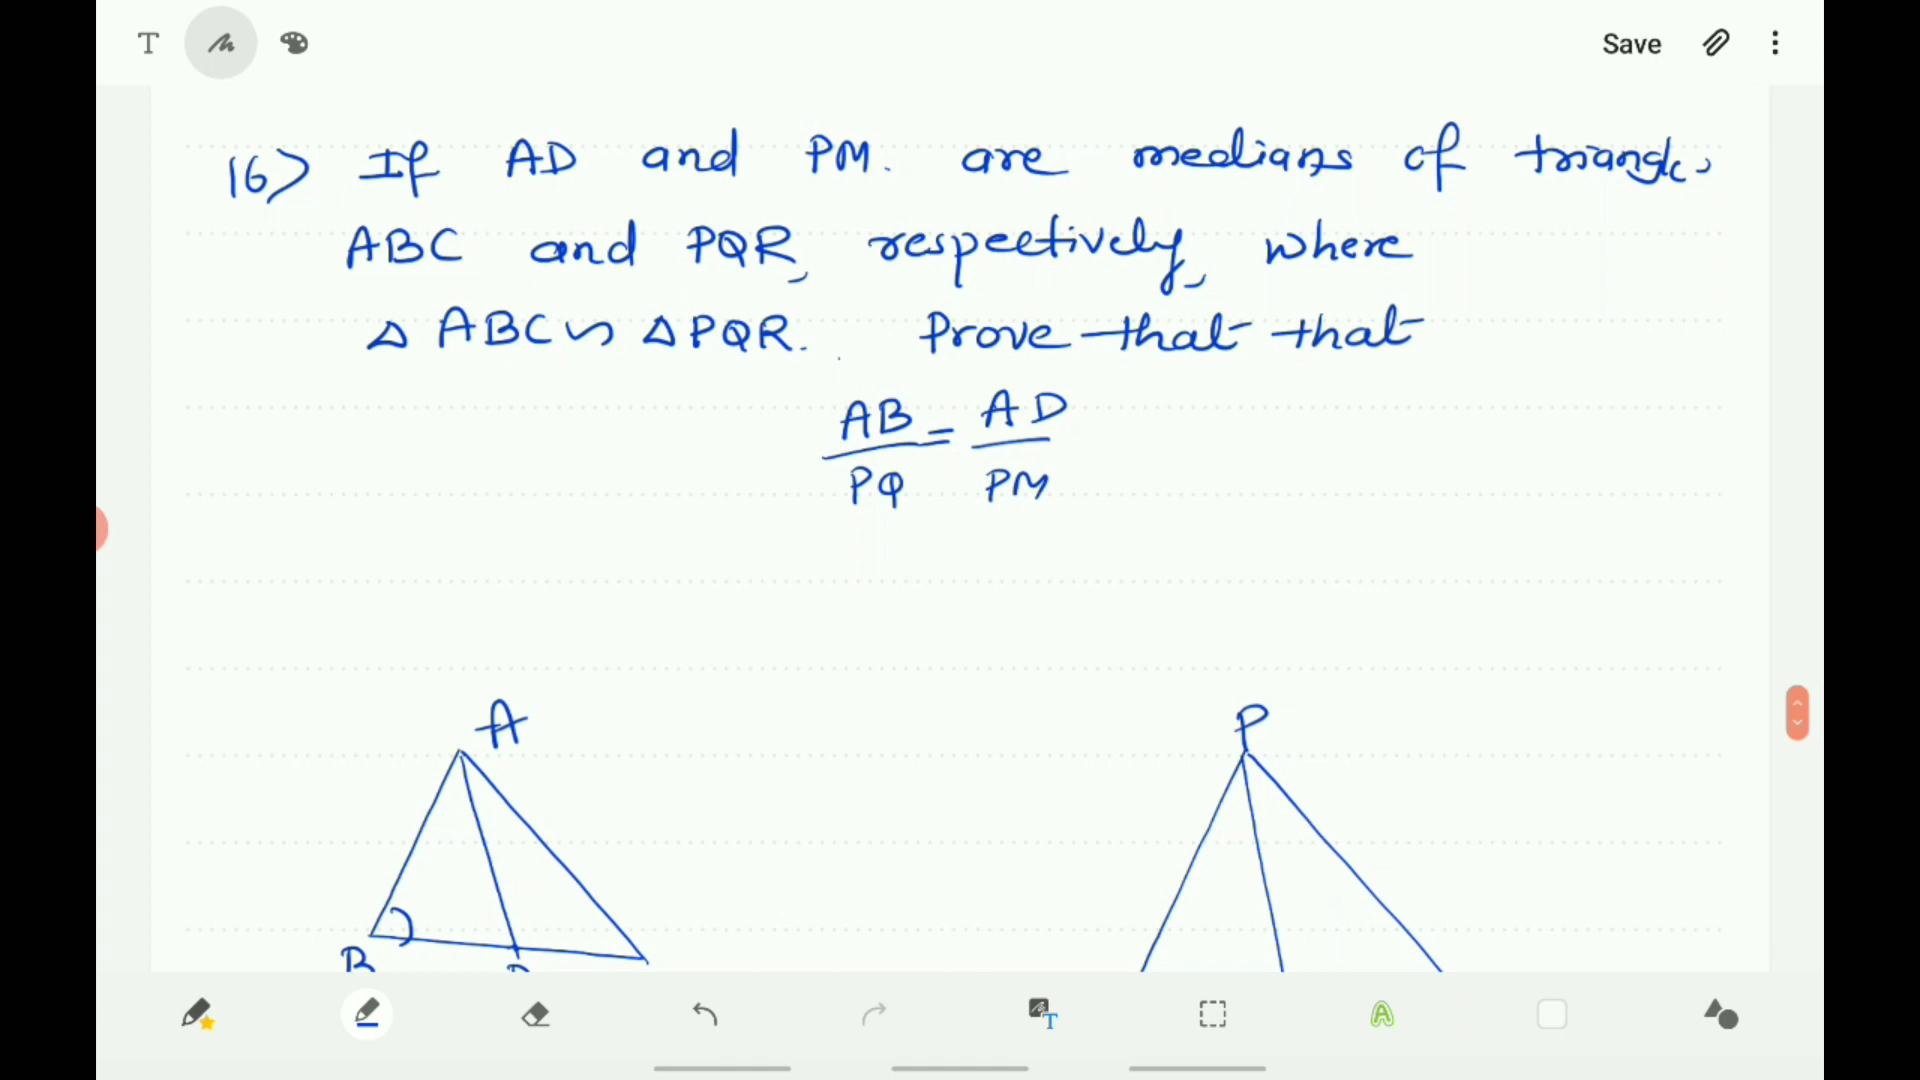 T
Save
16) If AD and PM. are medians of triangle,
ABC and PQR, respectively, where
△ ABC ~ △ PQR. Prove that that
AB/PQ = AD/PM
A
P
B
D
T
A